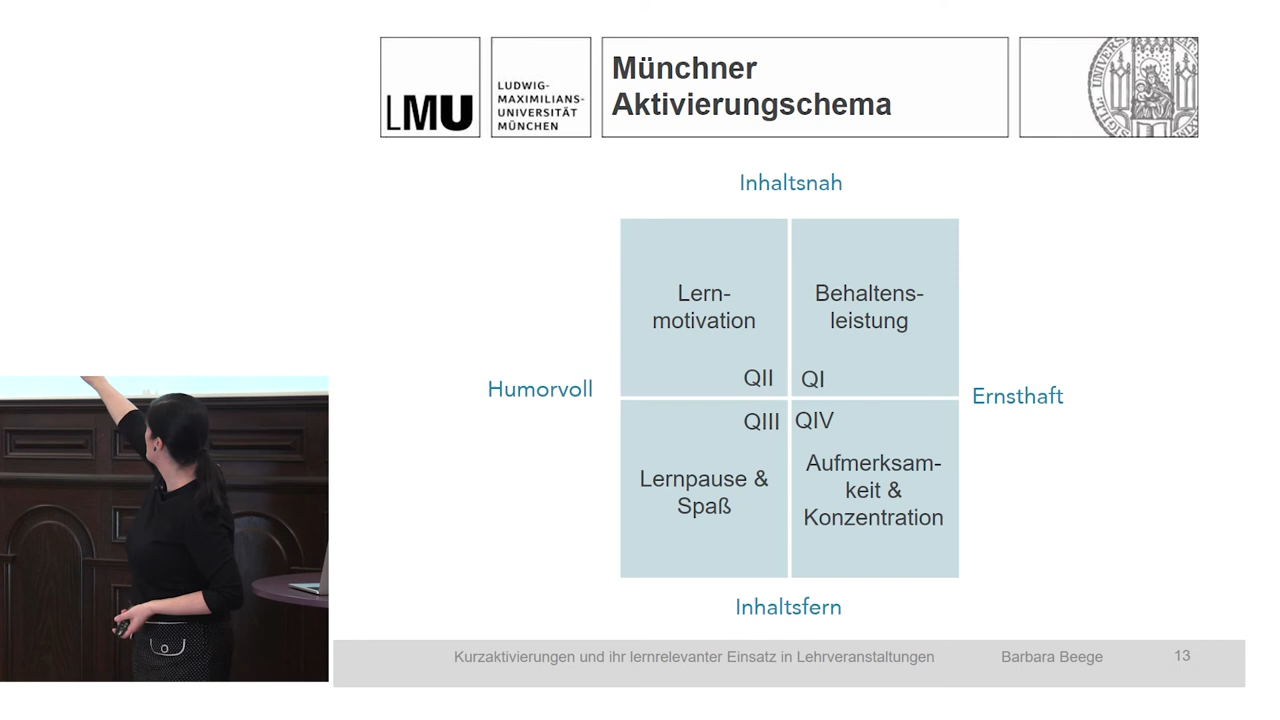 LMU
LUDWIG-
MAXIMILIANS-
UNIVERSITÄT
MÜNCHEN
Münchner
Aktivierungschema
Inhaltsnah
Lern-
motivation
Behaltens-
leistung
QII
QI
Humorvoll
Ernsthaft
QIII
QIV
Lernpause &
Spaß
Aufmerksam-
keit &
Konzentration
Inhaltsfern
Kurzaktivierungen und ihr lernrelevanter Einsatz in Lehrveranstaltungen
Barbara Beege
13